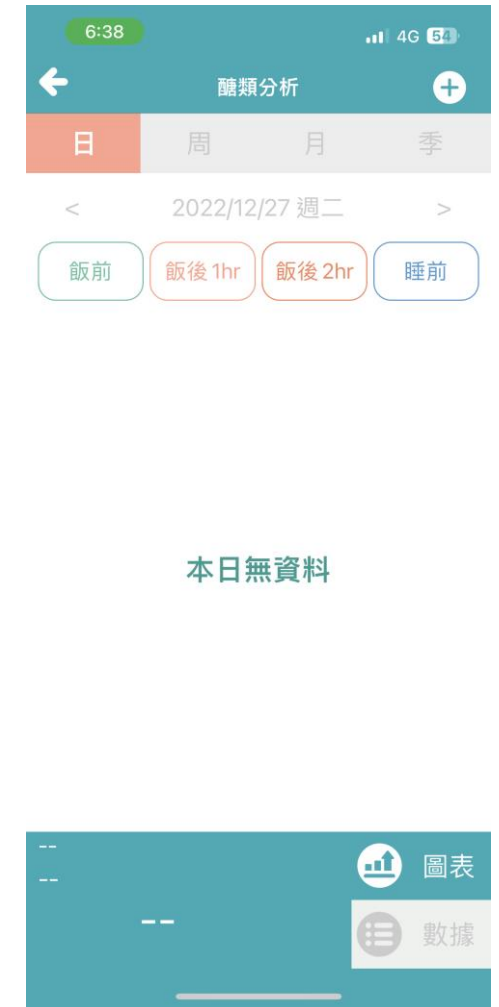 6:38 4G 54
醣類分析
日 周 月 季
< 2022/12/27 週二 >
飯前 飯後 1hr 飯後 2hr 睡前
本日無資料
--
--
--
圖表
數據